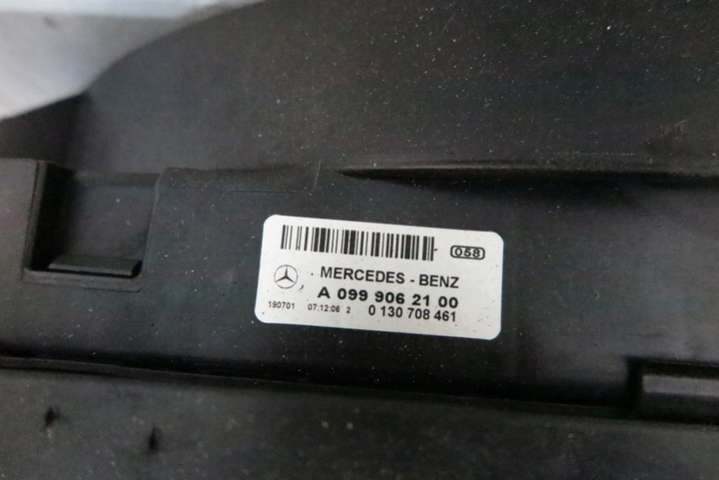 058
MERCEDES - BENZ
A 099 906 21 00
190701 07:12:06 2 0 130 708 461